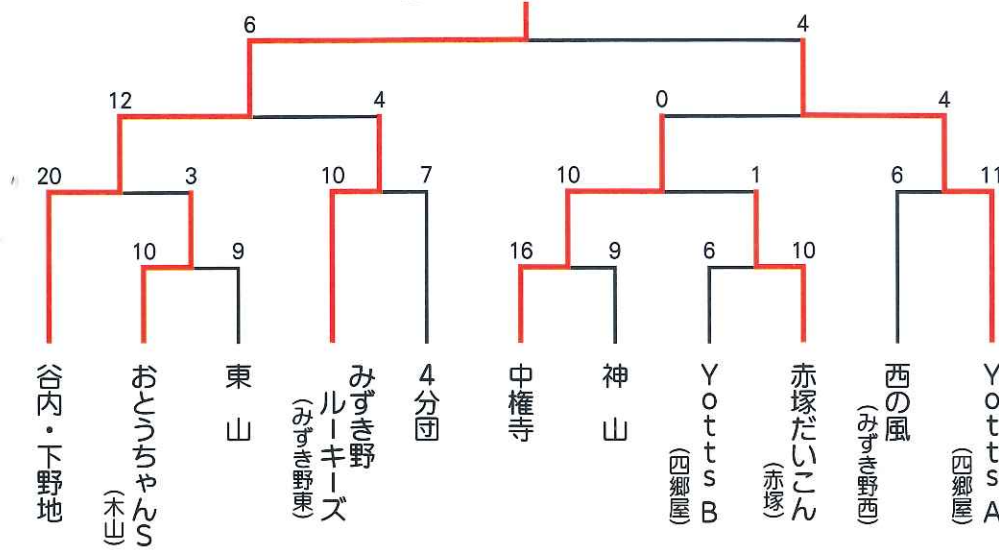 6 4
12 4 0 4
20 3 10 7 10 1 6 11
10 9 16 9 6 10
谷内・下野地
おとうちゃんS
（木山）
東 山
みずき野
ルーキーズ
（みずき野東）
4分団
中権寺
神 山
Yotts B
（四郷屋）
赤塚だいこん
（赤塚）
西の風
（みずき野西）
Yotts A
（四郷屋）